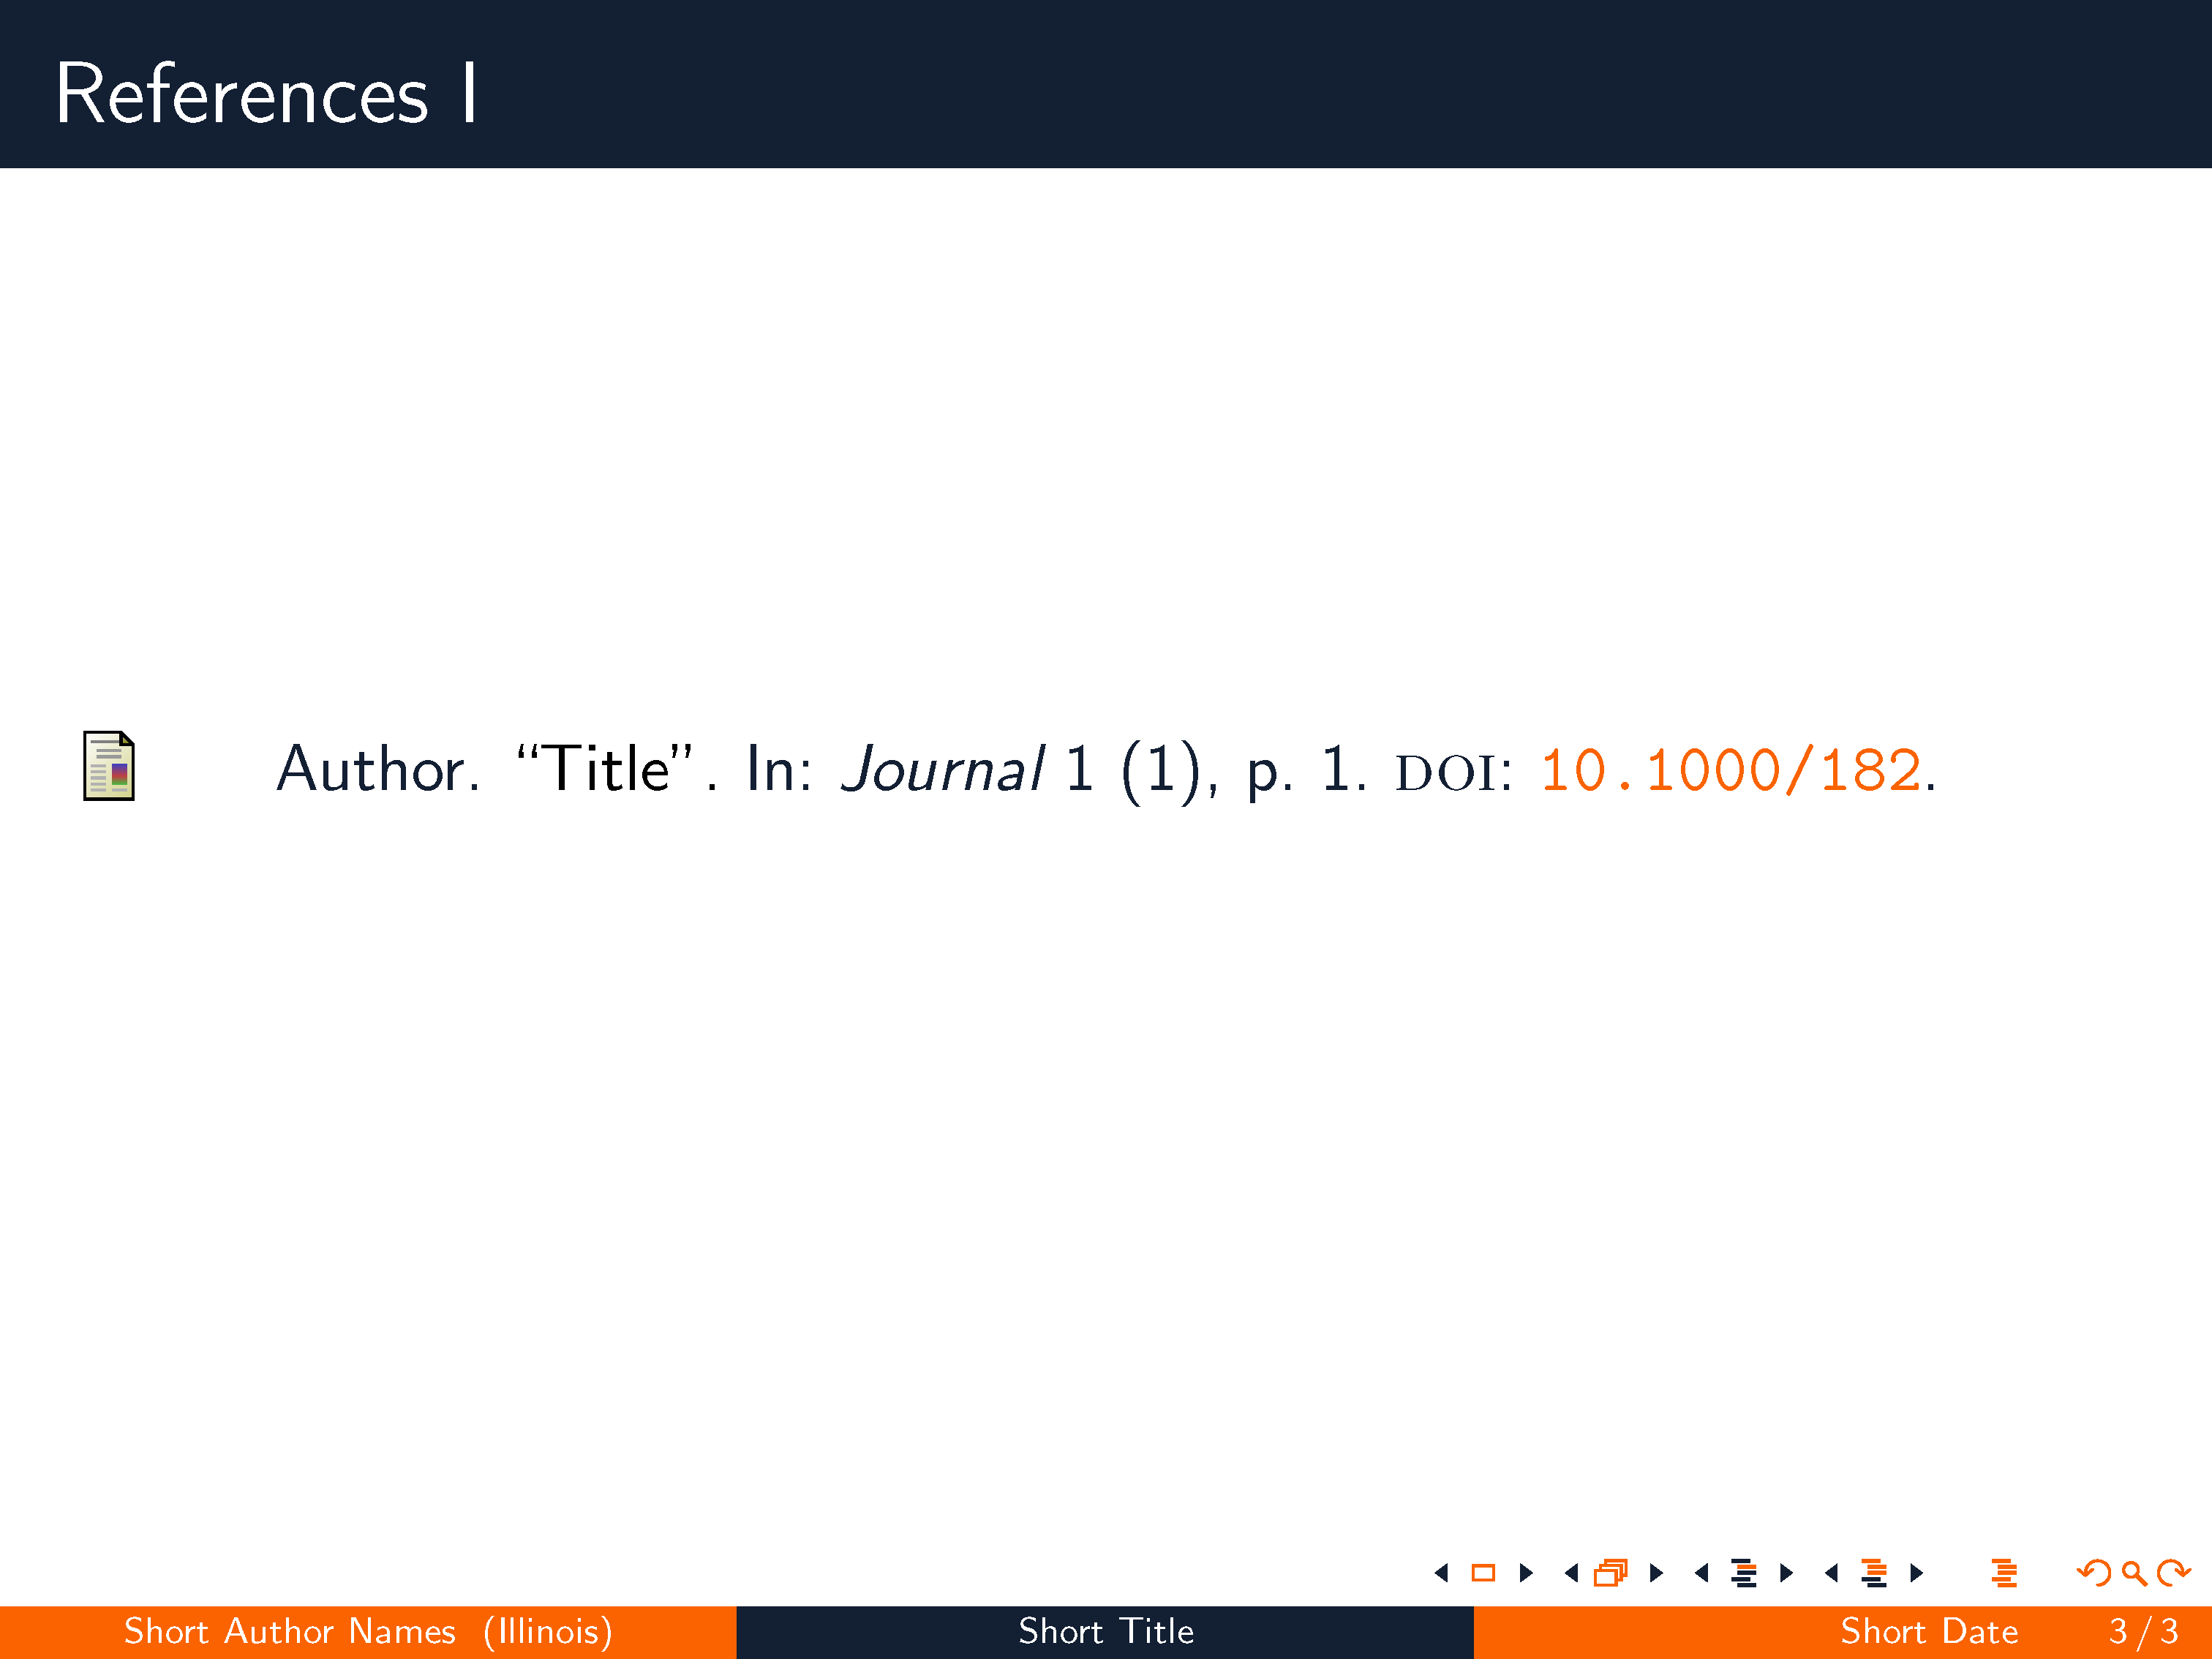 References I
Author. “Title”. In: Journal 1 (1), p. 1. DOI: 10.1000/182.
Short Author Names (Illinois) Short Title Short Date 3 / 3